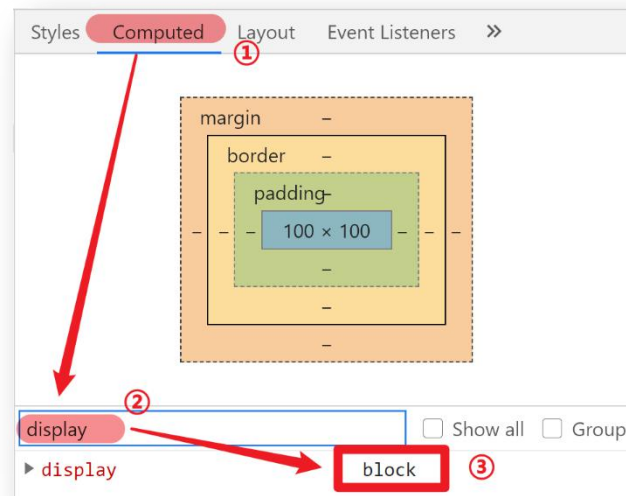 Styles Computed Layout Event Listeners »
①
margin –
border –
padding –
– – – 100 × 100 – – –
–
–
–
②
display Show all Group
display block ③